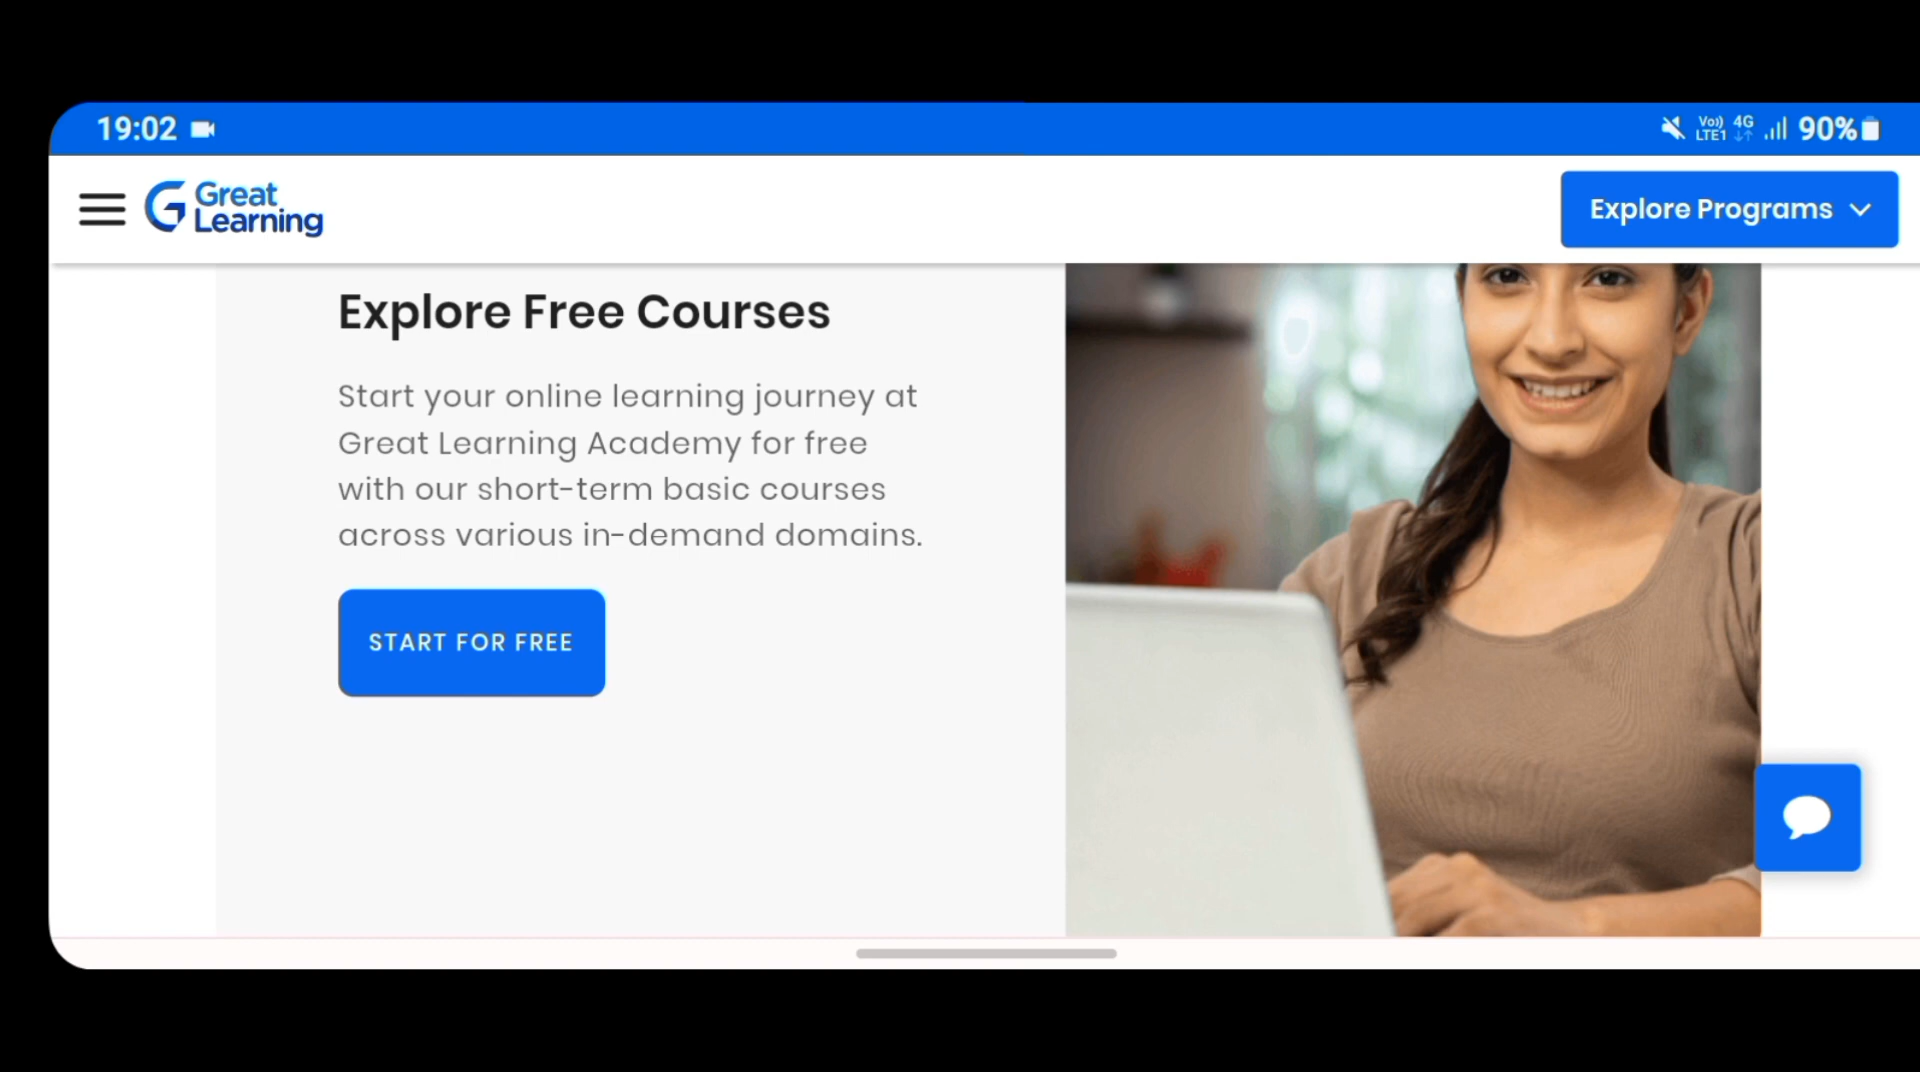 19:02
Vo)) 4G 90%
LTE1
Great
Learning
Explore Programs
Explore Free Courses
Start your online learning journey at
Great Learning Academy for free
with our short-term basic courses
across various in-demand domains.
START FOR FREE